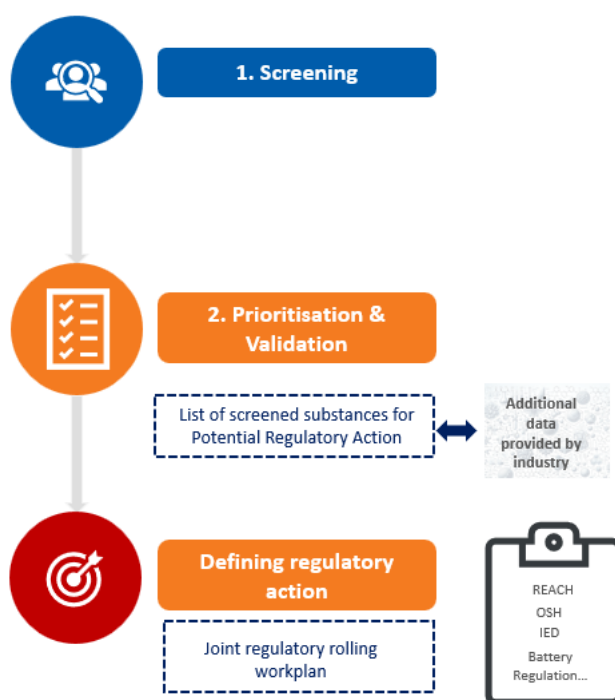 1. Screening
2. Prioritisation &
Validation
List of screened substances for
Potential Regulatory Action
Additional
data
provided by
industry
Defining regulatory
action
Joint regulatory rolling
workplan
REACH
OSH
IED
Battery
Regulation...